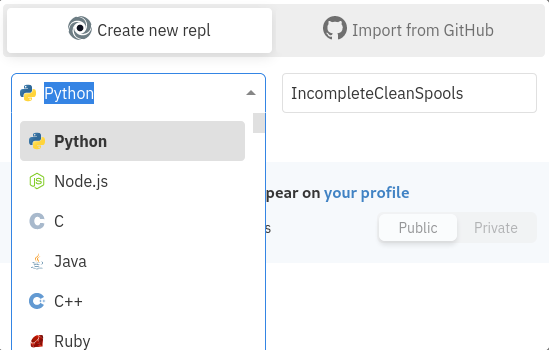 Create new repl
Import from GitHub
Python
IncompleteCleanSpools
Python
Node.js
pear on your profile
C
s
Public
Private
Java
C++
Ruby